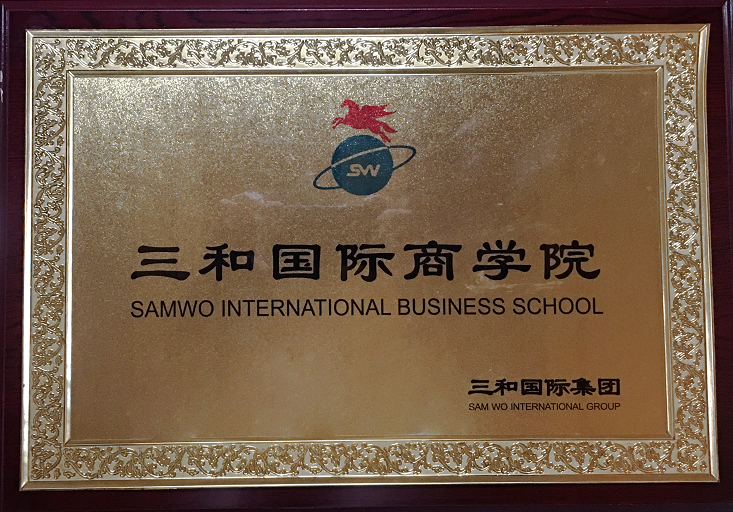 SW
三和国际商学院
SAMWO INTERNATIONAL BUSINESS SCHOOL
三和国际集团
SAM WO INTERNATIONAL GROUP